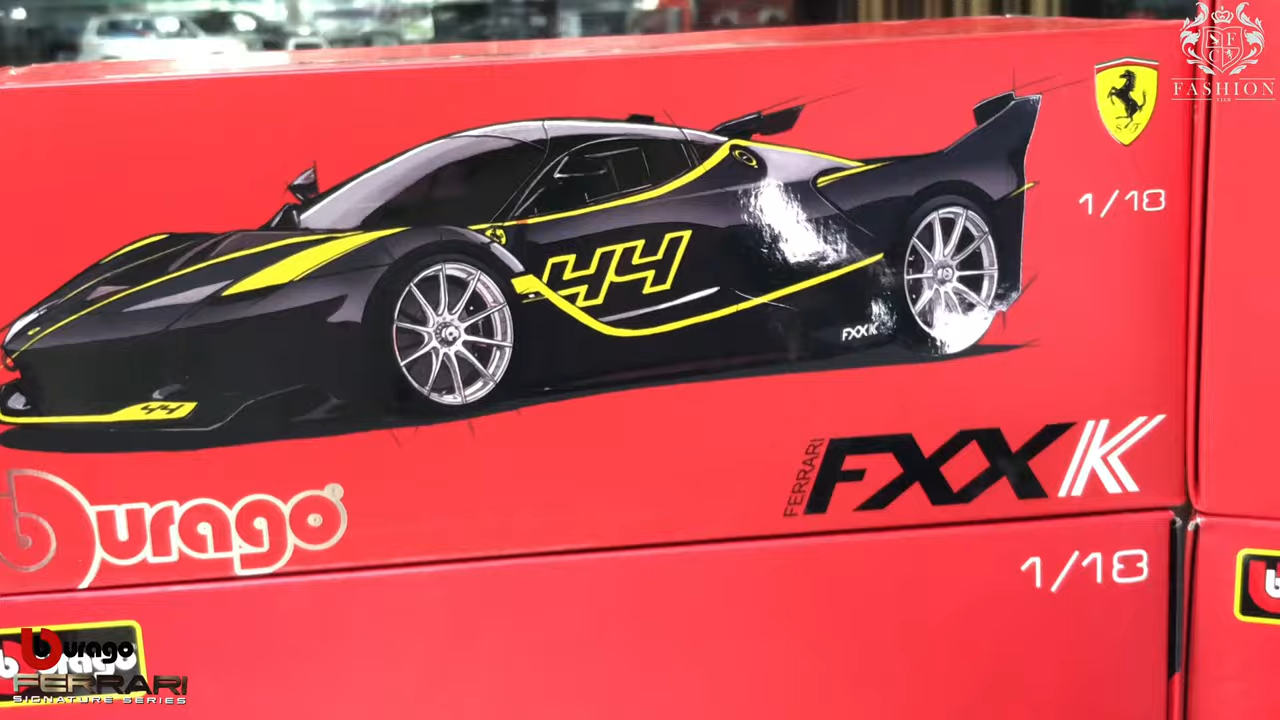 FASHION
S F
1/18
44
FXX K
44
FERRARI
FXX K
Burago
1/18
Burago
FERRARI
SIGNATURE SERIES